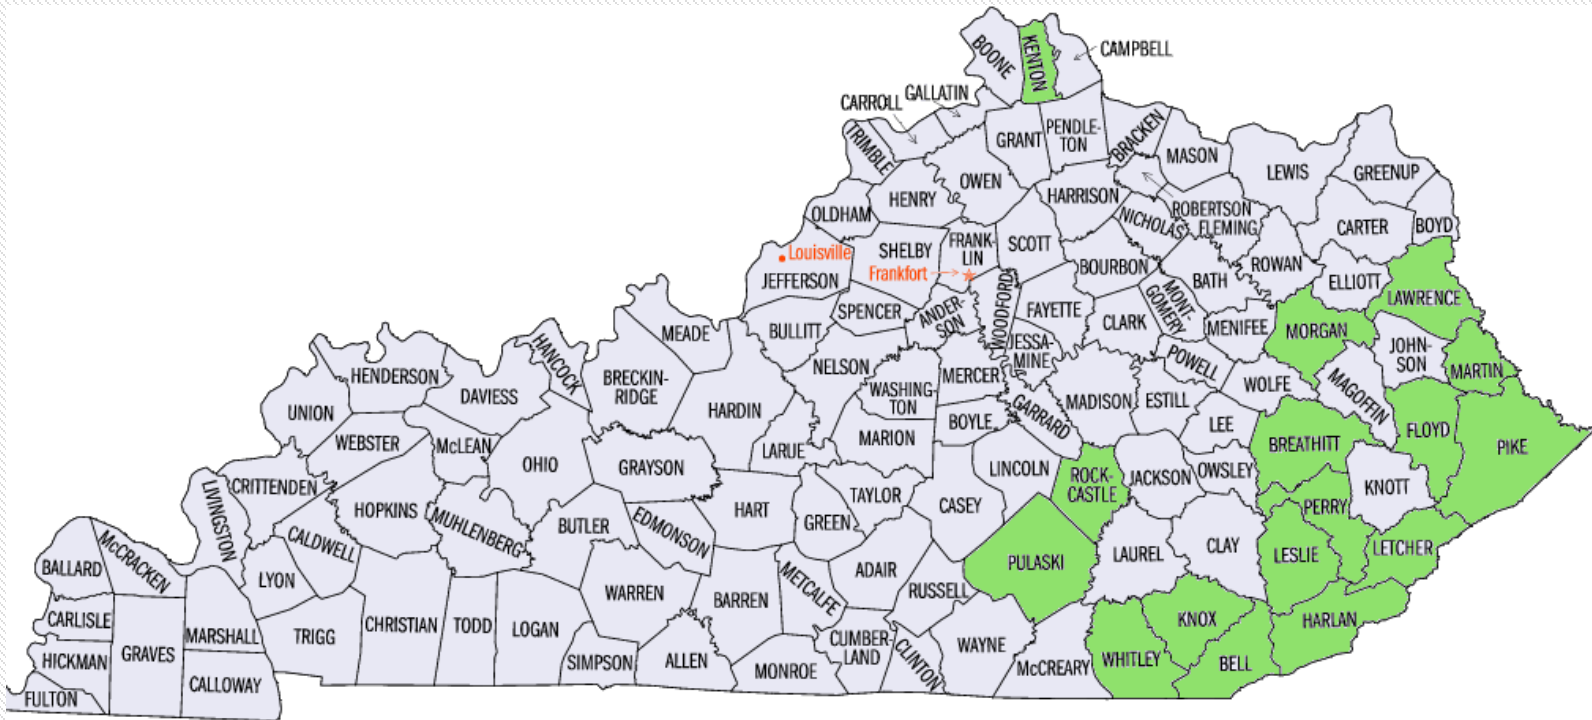 BOONE
KENTON
CAMPBELL
CARROLL
GALLATIN
TRIMBLE
GRANT
PENDLE-
TON
BRACKEN
MASON
LEWIS
GREENUP
HENRY
OWEN
HARRISON
ROBERTSON
OLDHAM
NICHOLAS
FLEMING
CARTER
BOYD
Louisville
JEFFERSON
SHELBY
FRANK-
LIN
Frankfort
SCOTT
BOURBON
BATH
ROWAN
ELLIOTT
LAWRENCE
BULLITT
SPENCER
ANDER-
SON
WOODFORD
FAYETTE
CLARK
MONT-
GOMERY
MENIFEE
MORGAN
JOHN-
SON
MARTIN
MEADE
JESSA-
MINE
POWELL
WOLFE
MAGOFFIN
HANCOCK
BRECKIN-
RIDGE
NELSON
WASHING-
TON
MERCER
GARRARD
MADISON
ESTILL
LEE
FLOYD
PIKE
HENDERSON
UNION
DAVIESS
HARDIN
LARUE
MARION
BOYLE
LINCOLN
BREATHITT
WEBSTER
McLEAN
OHIO
GRAYSON
ROCK-
CASTLE
JACKSON
OWSLEY
KNOTT
PERRY
CRITTENDEN
LIVINGSTON
HOPKINS
MUHLENBERG
BUTLER
EDMONSON
HART
GREEN
TAYLOR
CASEY
CALDWELL
LYON
PULASKI
LAUREL
CLAY
LESLIE
LETCHER
BALLARD
McCRACKEN
WARREN
BARREN
METCALFE
ADAIR
RUSSELL
CARLISLE
GRAVES
MARSHALL
TRIGG
CHRISTIAN
TODD
LOGAN
KNOX
HARLAN
HICKMAN
SIMPSON
ALLEN
MONROE
CUMBER-
LAND
CLINTON
WAYNE
McCREARY
WHITLEY
BELL
FULTON
CALLOWAY